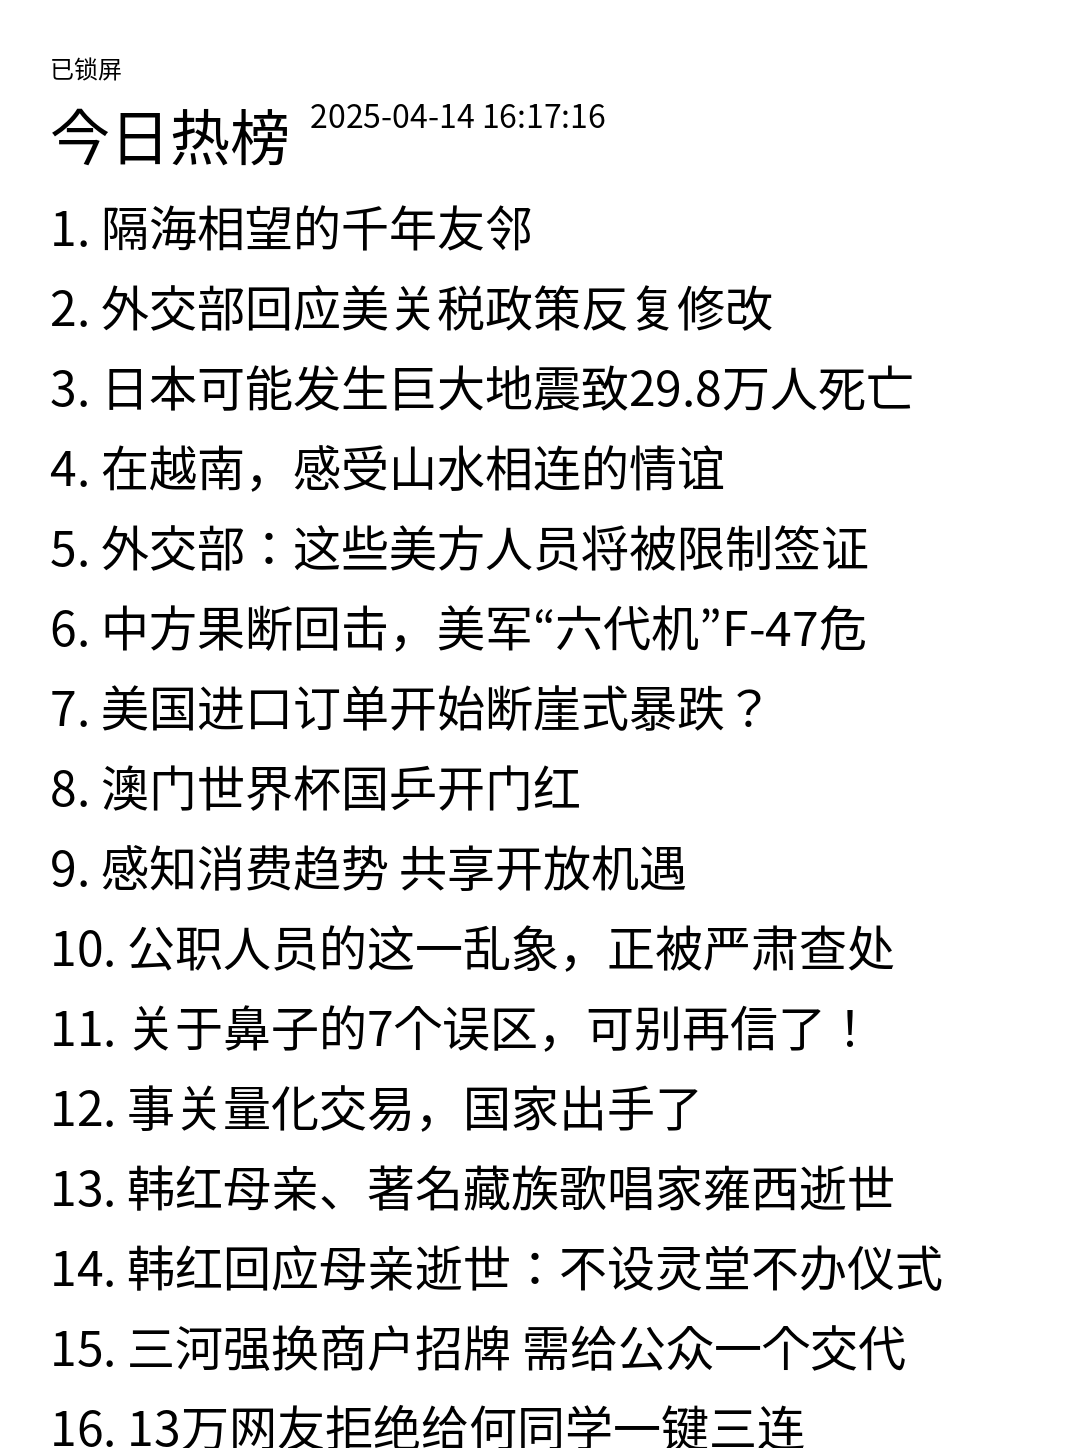 已锁屏
今日热榜 2025-04-14 16:17:16
1. 隔海相望的千年友邻
2. 外交部回应美关税政策反复修改
3. 日本可能发生巨大地震致29.8万人死亡
4. 在越南，感受山水相连的情谊
5. 外交部：这些美方人员将被限制签证
6. 中方果断回击，美军“六代机”F-47危
7. 美国进口订单开始断崖式暴跌？
8. 澳门世界杯国乒开门红
9. 感知消费趋势 共享开放机遇
10. 公职人员的这一乱象，正被严肃查处
11. 关于鼻子的7个误区，可别再信了！
12. 事关量化交易，国家出手了
13. 韩红母亲、著名藏族歌唱家雍西逝世
14. 韩红回应母亲逝世：不设灵堂不办仪式
15. 三河强换商户招牌 需给公众一个交代
16. 13万网友拒绝给何同学一键三连